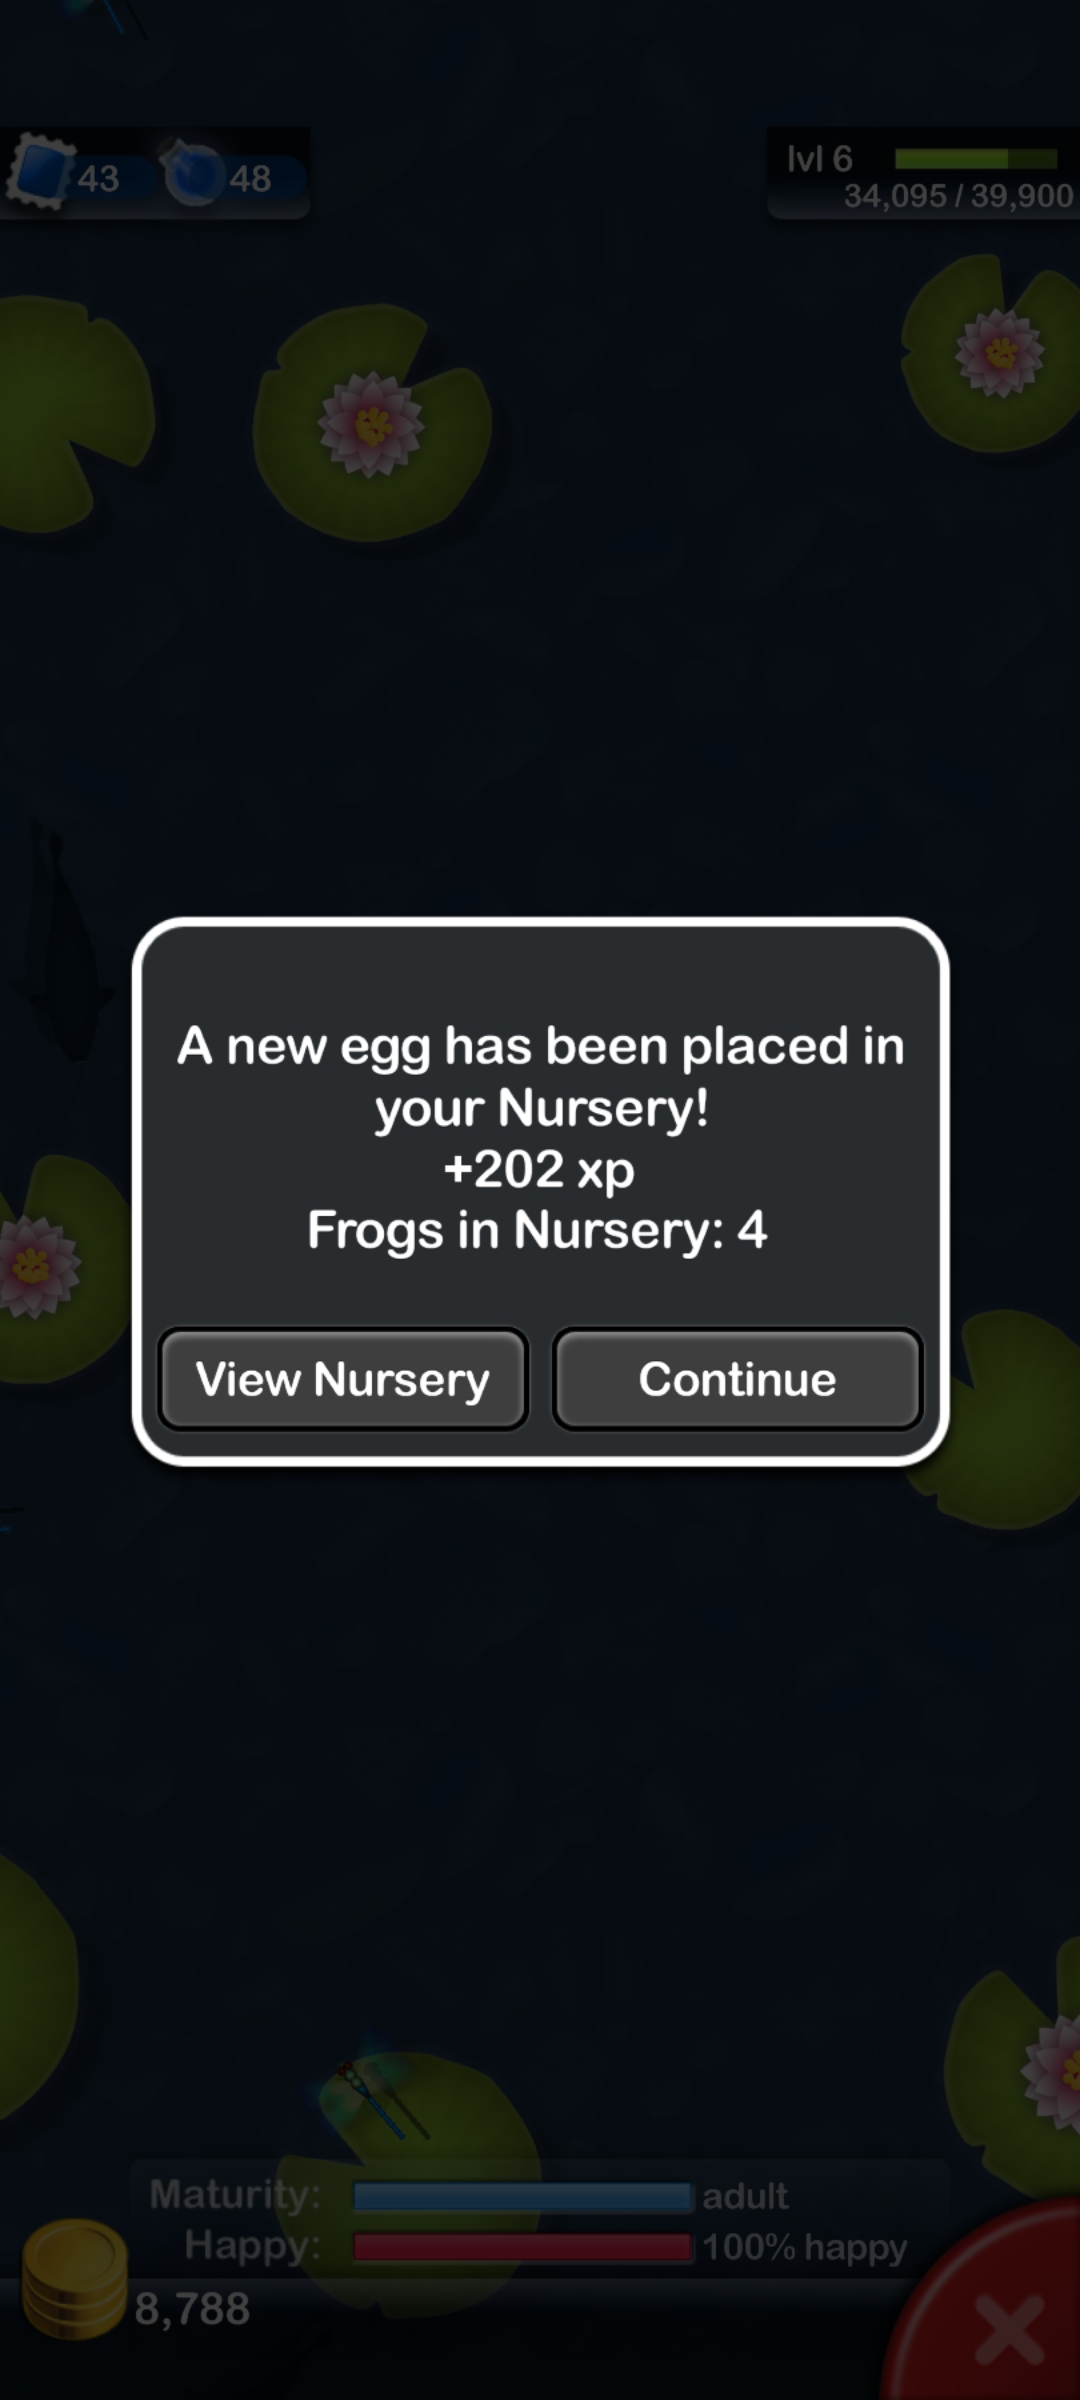 43 48
lvl 6
34,095 / 39,900
A new egg has been placed in
your Nursery!
+202 xp
Frogs in Nursery: 4
View Nursery Continue
Maturity: adult
Happy: 100% happy
8,788